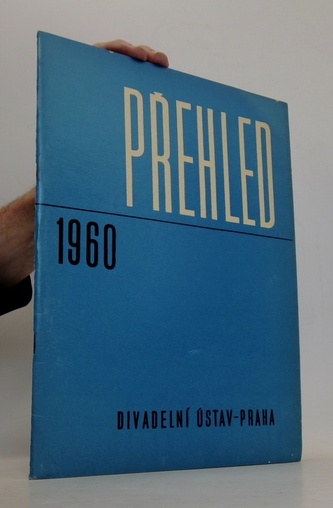 PŘEHLED
1960
DIVADELNÍ ÚSTAV-PRAHA